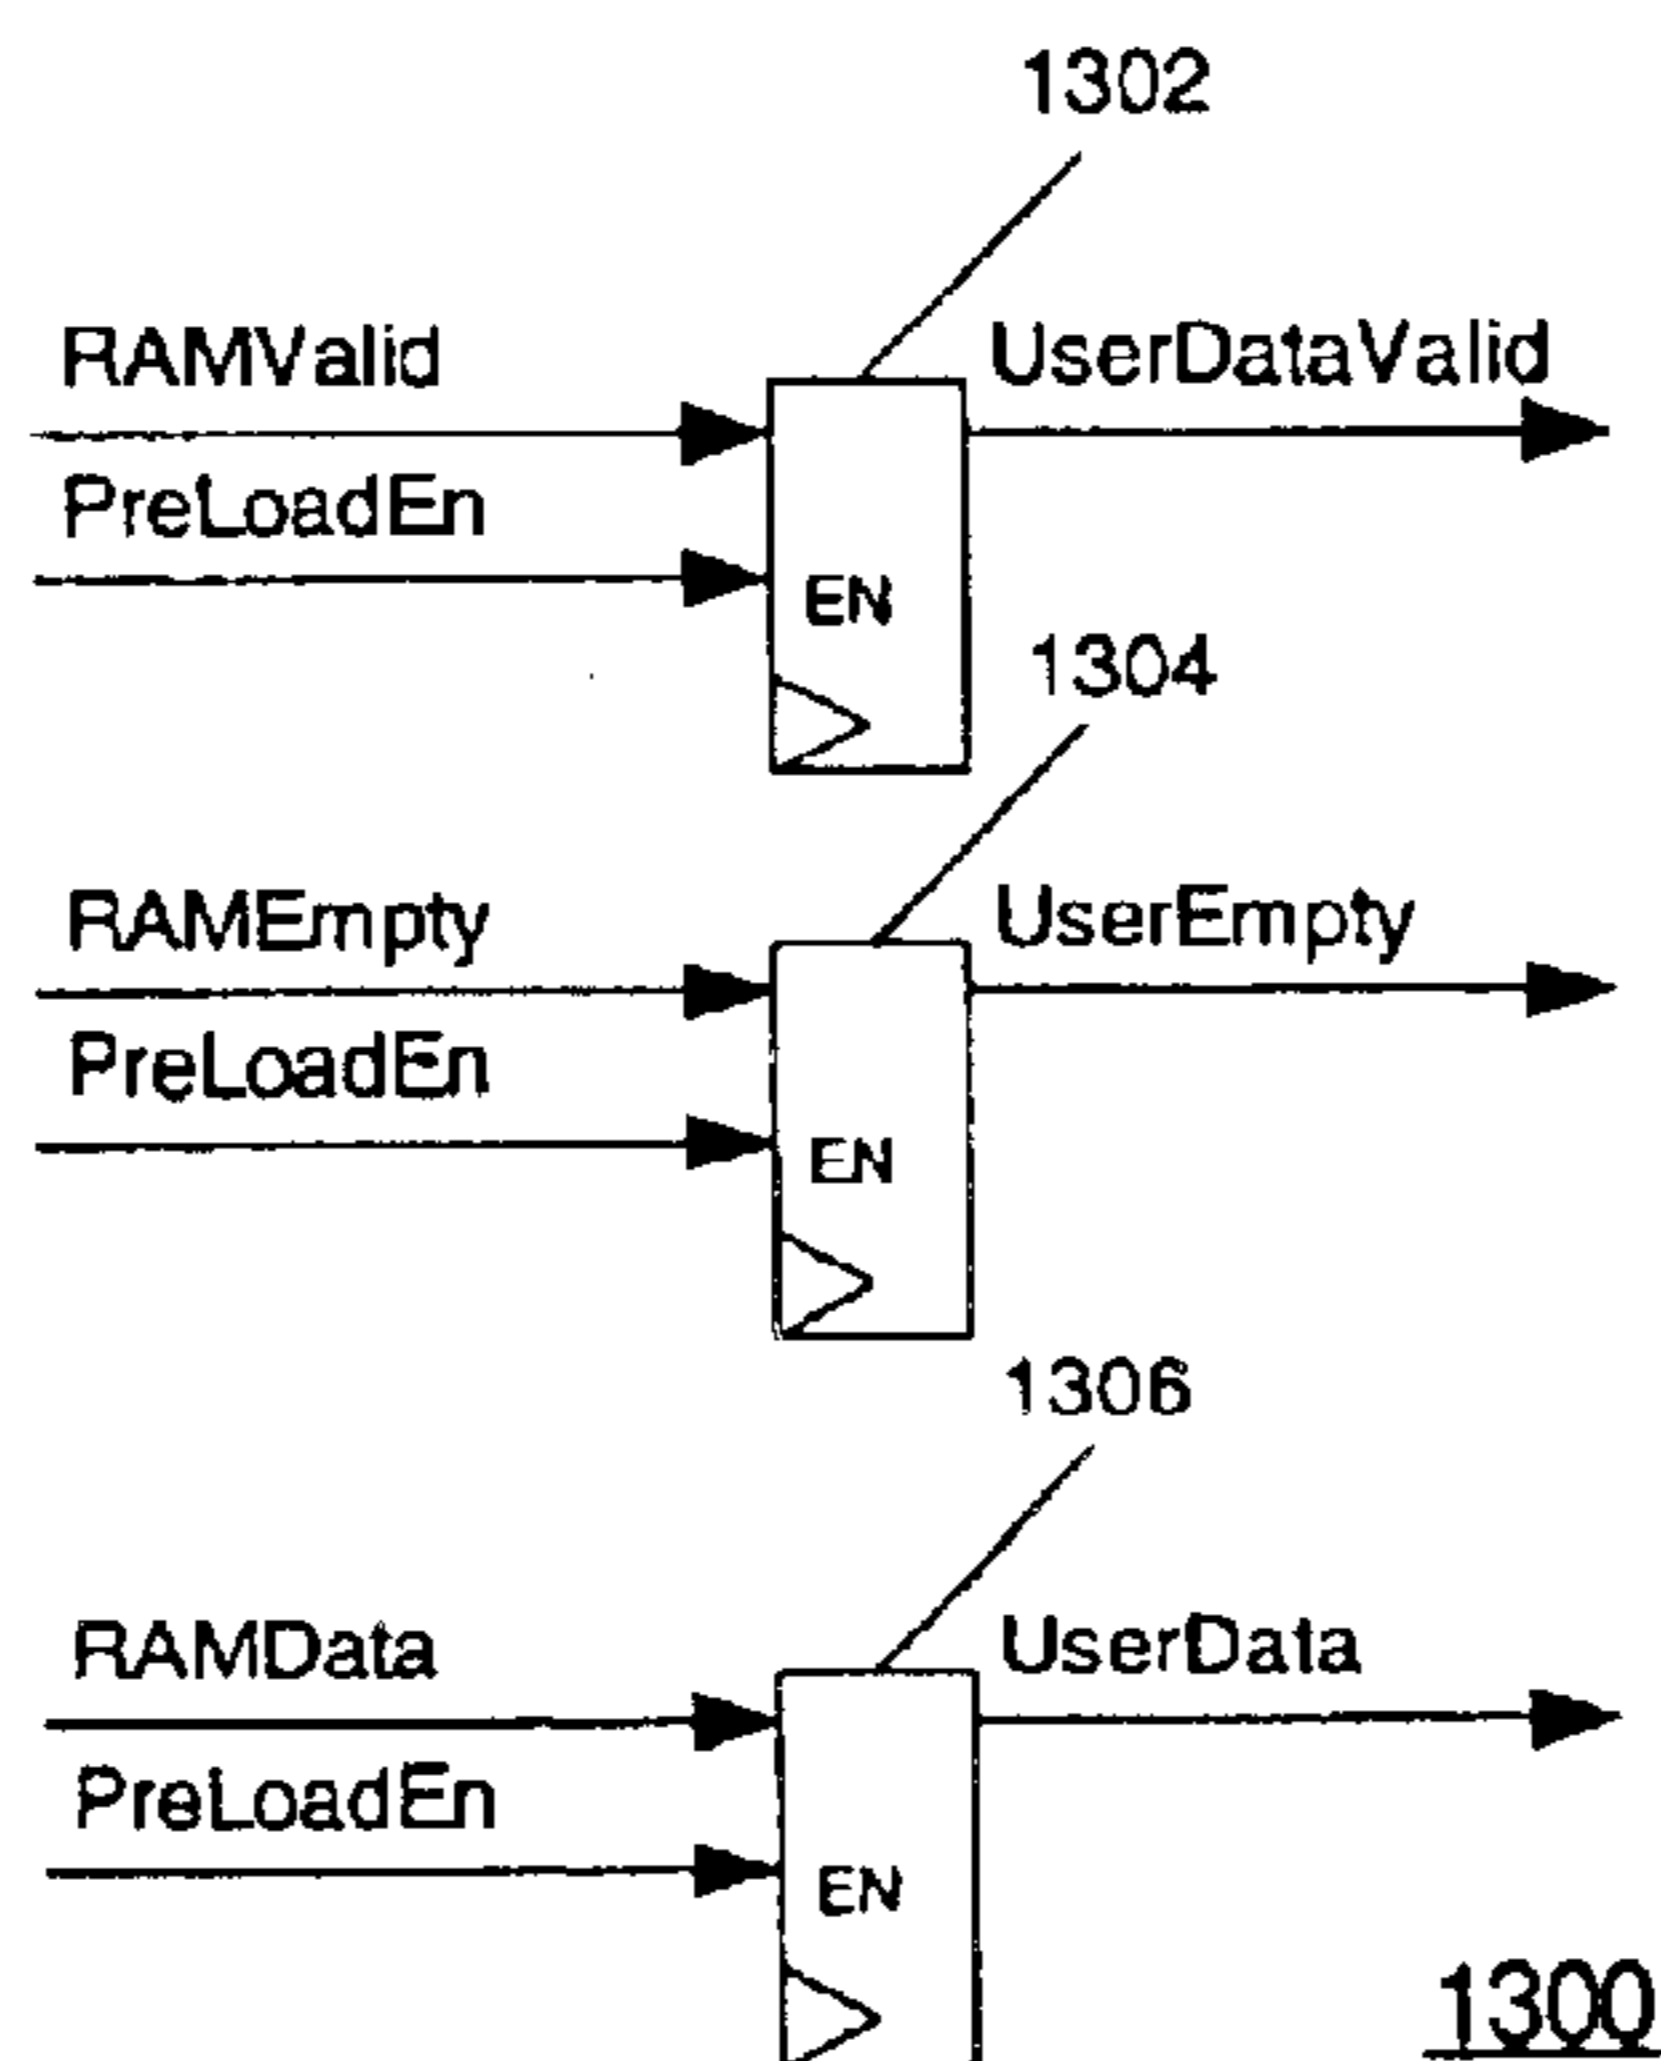 1302
RAMValid
UserDataValid
PreLoadEn
EN
1304
RAMEmpty
UserEmpty
PreLoadEn
EN
1306
RAMData
UserData
PreLoadEn
EN
1300